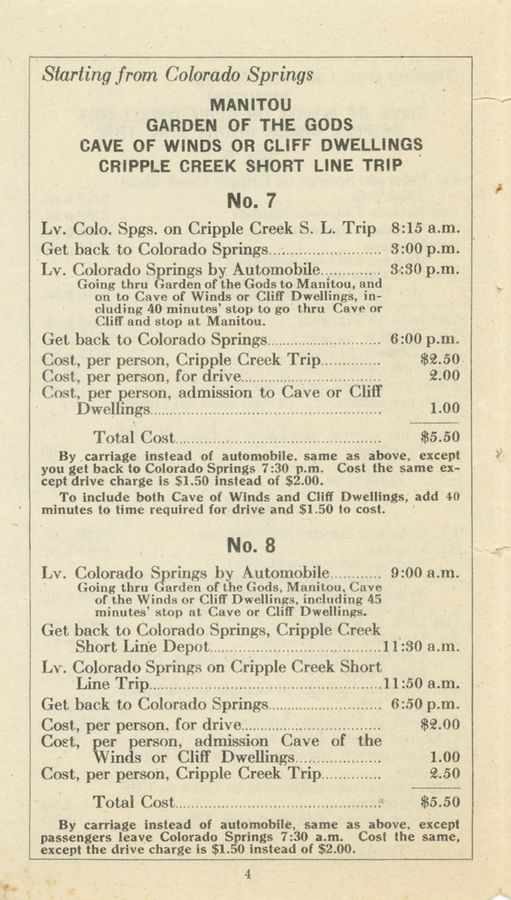 Starting from Colorado Springs
MANITOU
GARDEN OF THE GODS
CAVE OF WINDS OR CLIFF DWELLINGS
CRIPPLE CREEK SHORT LINE TRIP
No. 7
Lv. Colo. Spgs. on Cripple Creek S. L. Trip 8:15 a.m.
Get back to Colorado Springs.................... 3:00 p.m.
Lv. Colorado Springs by Automobile............. 3:30 p.m.
Going thru Garden of the Gods to Manitou, and
on to Cave of Winds or Cliff Dwellings, in-
cluding 40 minutes' stop to go thru Cave or
Cliff and stop at Manitou.
Get back to Colorado Springs.................... 6:00 p.m.
Cost, per person, Cripple Creek Trip.............. $2.50
Cost, per person, for drive............................ 2.00
Cost, per person, admission to Cave or Cliff
Dwellings.............................................. 1.00
Total Cost......................................... $5.50
By carriage instead of automobile, same as above, except
you get back to Colorado Springs 7:30 p.m. Cost the same ex-
cept drive charge is $1.50 instead of $2.00.
To include both Cave of Winds and Cliff Dwellings, add 40
minutes to time required for drive and $1.50 to cost.
No. 8
Lv. Colorado Springs by Automobile............ 9:00 a.m.
Going thru Garden of the Gods, Manitou, Cave
of the Winds or Cliff Dwellings, including 45
minutes' stop at Cave or Cliff Dwellings.
Get back to Colorado Springs, Cripple Creek
Short Line Depot..................................11:30 a.m.
Lv. Colorado Springs on Cripple Creek Short
Line Trip..............................................11:50 a.m.
Get back to Colorado Springs.................... 6:50 p.m.
Cost, per person, for drive............................ $2.00
Cost, per person, admission Cave of the
Winds or Cliff Dwellings.................... 1.00
Cost, per person, Cripple Creek Trip.............. 2.50
Total Cost......................................... $5.50
By carriage instead of automobile, same as above, except
passengers leave Colorado Springs 7:30 a.m. Cost the same,
except the drive charge is $1.50 instead of $2.00.
4